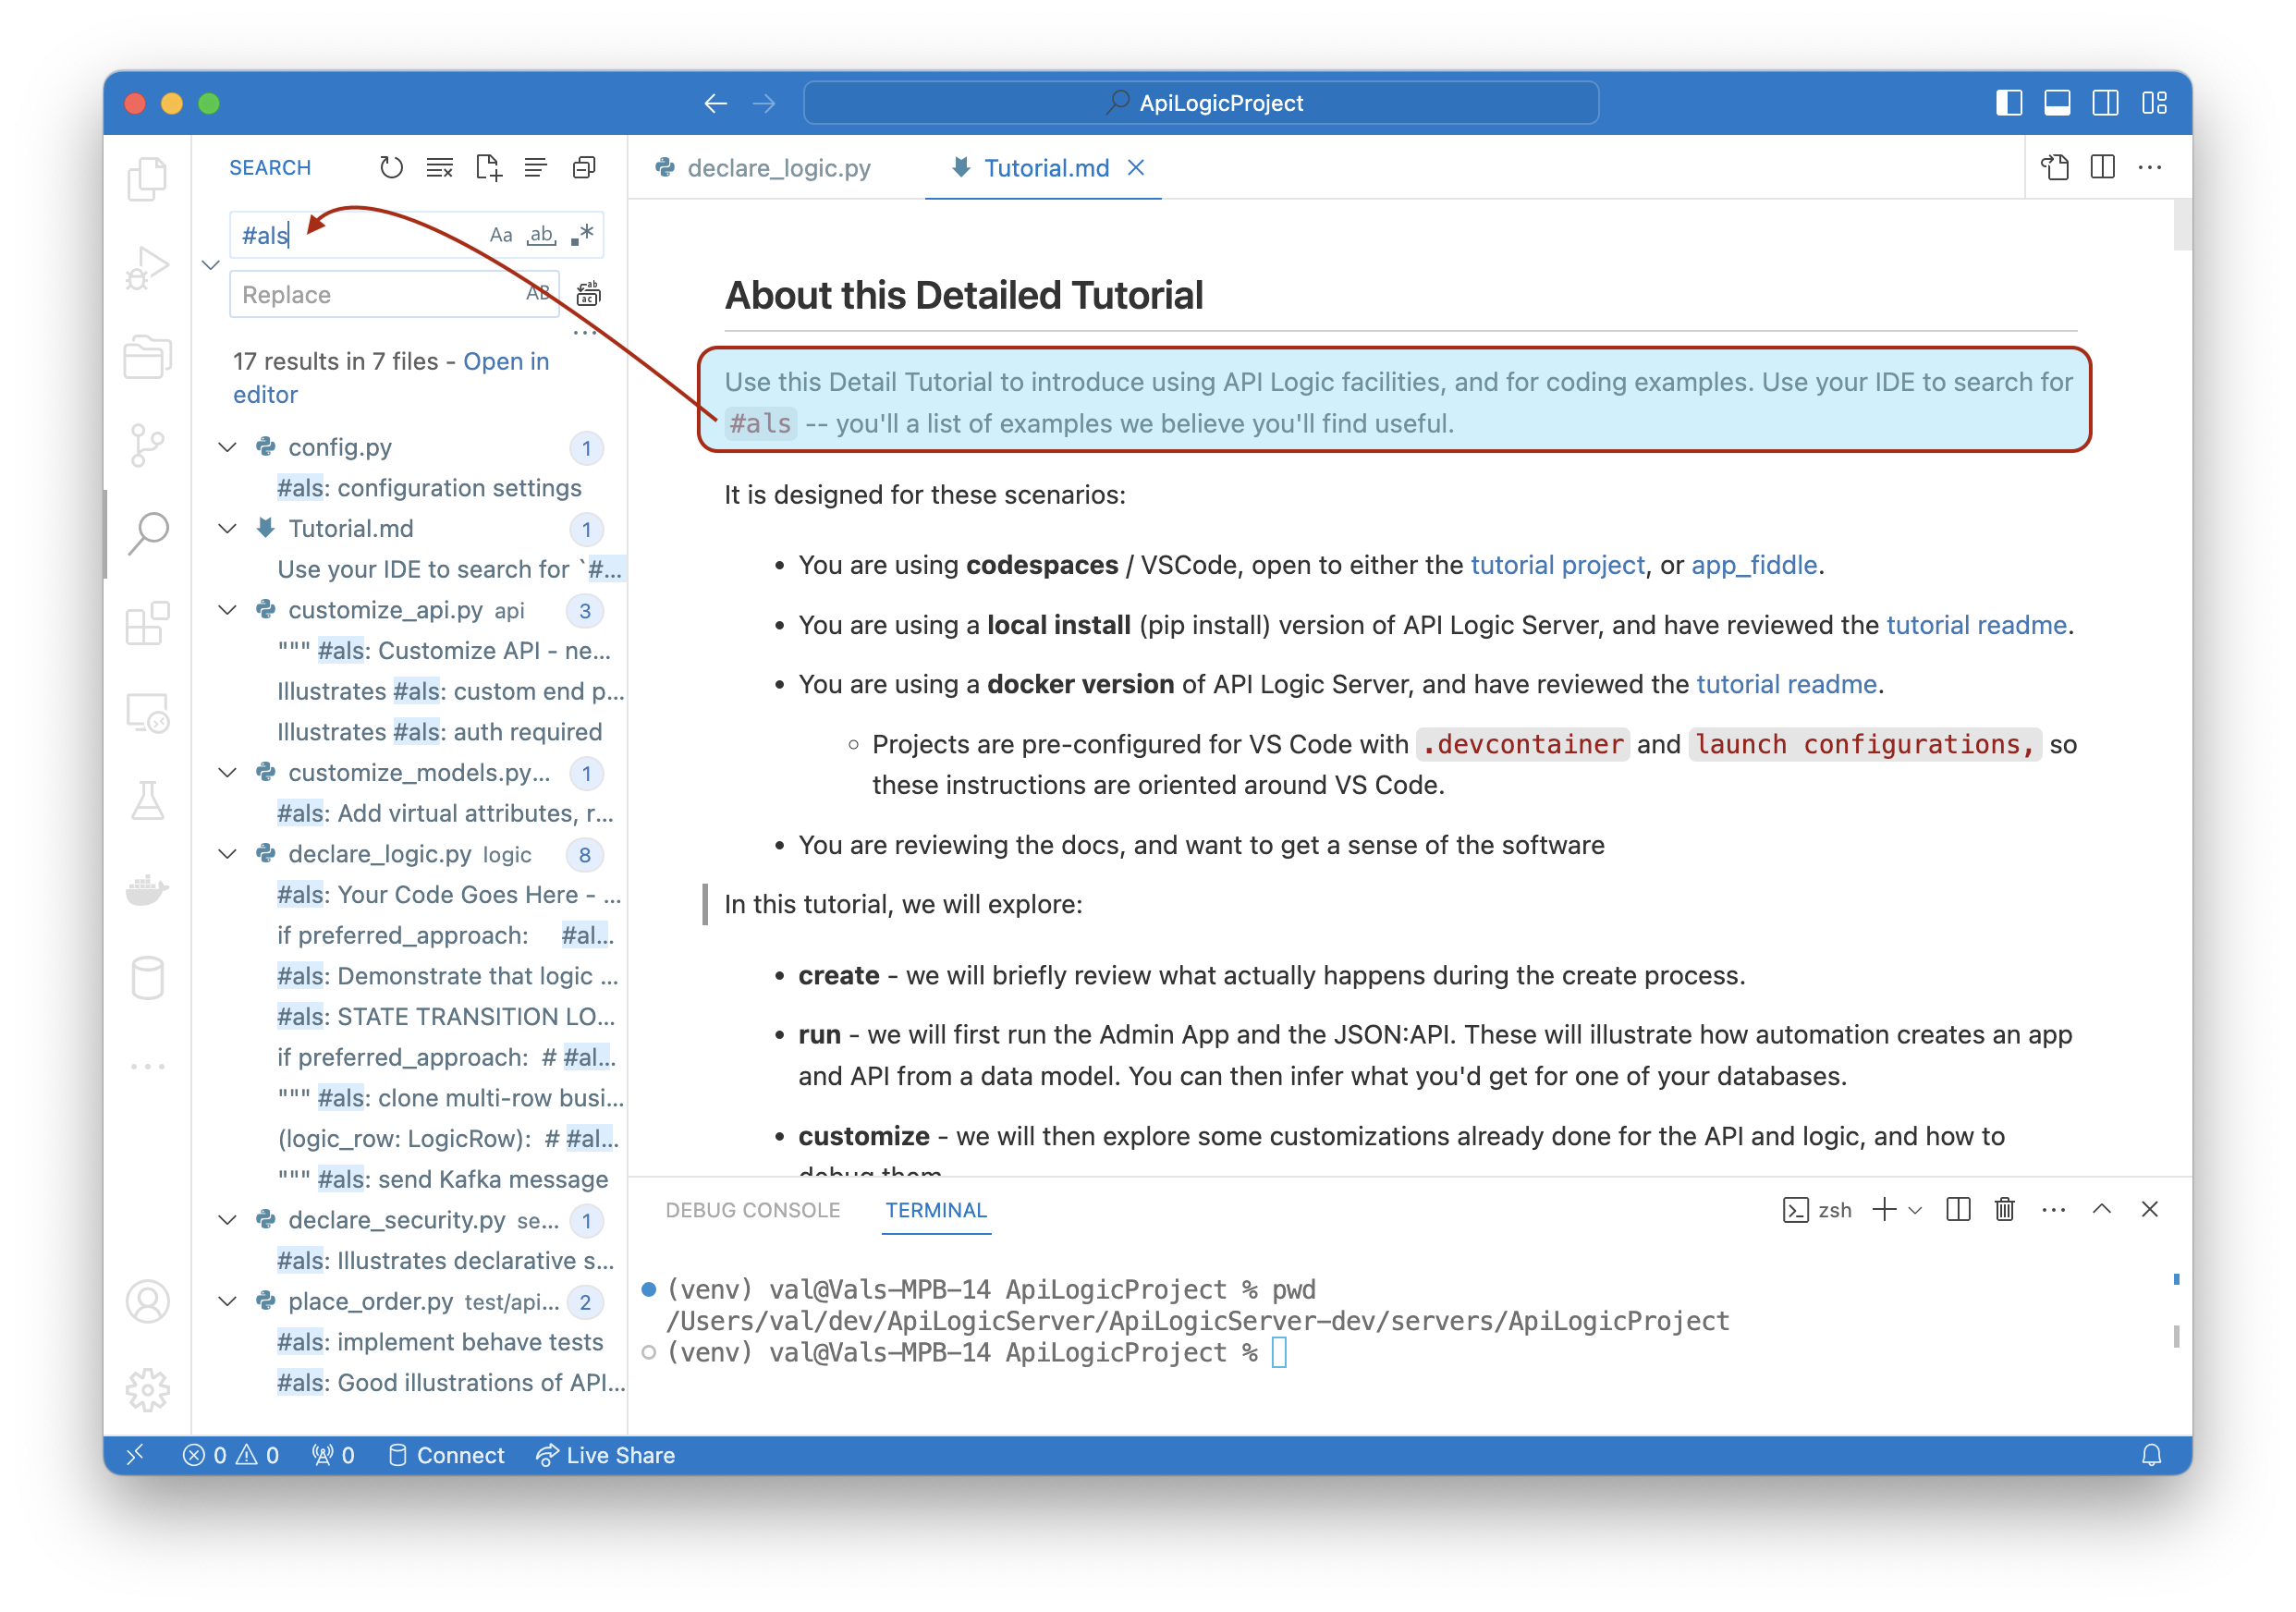 ApiLogicProject
SEARCH
#als
Aa ab *
Replace
AB
17 results in 7 files - Open in
editor
config.py 1
#als: configuration settings
Tutorial.md 1
Use your IDE to search for `#...
customize_api.py api 3
""" #als: Customize API - ne...
Illustrates #als: custom end p...
Illustrates #als: auth required
customize_models.py... 1
#als: Add virtual attributes, r...
declare_logic.py logic 8
#als: Your Code Goes Here - ...
if preferred_approach: #al...
#als: Demonstrate that logic ...
#als: STATE TRANSITION LO...
if preferred_approach: # #al...
""" #als: clone multi-row busi...
(logic_row: LogicRow): # #al...
""" #als: send Kafka message
declare_security.py se... 1
#als: Illustrates declarative s...
place_order.py test/api... 2
#als: implement behave tests
#als: Good illustrations of API...
declare_logic.py
Tutorial.md
About this Detailed Tutorial
Use this Detail Tutorial to introduce using API Logic facilities, and for coding examples. Use your IDE to search for
#als -- you'll a list of examples we believe you'll find useful.
It is designed for these scenarios:
• You are using codespaces / VSCode, open to either the tutorial project, or app_fiddle.
• You are using a local install (pip install) version of API Logic Server, and have reviewed the tutorial readme.
• You are using a docker version of API Logic Server, and have reviewed the tutorial readme.
◦ Projects are pre-configured for VS Code with .devcontainer and launch configurations, so
these instructions are oriented around VS Code.
• You are reviewing the docs, and want to get a sense of the software
In this tutorial, we will explore:
• create - we will briefly review what actually happens during the create process.
• run - we will first run the Admin App and the JSON:API. These will illustrate how automation creates an app
and API from a data model. You can then infer what you'd get for one of your databases.
• customize - we will then explore some customizations already done for the API and logic, and how to
debug them
DEBUG CONSOLE TERMINAL
zsh
(venv) val@Vals-MPB-14 ApiLogicProject % pwd
/Users/val/dev/ApiLogicServer/ApiLogicServer-dev/servers/ApiLogicProject
(venv) val@Vals-MPB-14 ApiLogicProject %
0 0 0 Connect Live Share